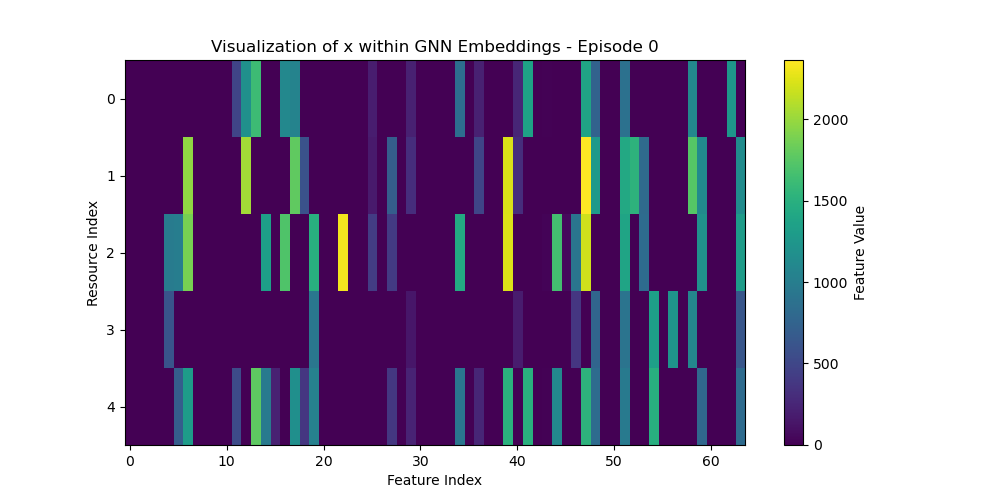 Visualization of x within GNN Embeddings - Episode 0
Resource Index
0
1
2
3
4
0 10 20 30 40 50 60
Feature Index
2000
1500
1000
500
0
Feature Value